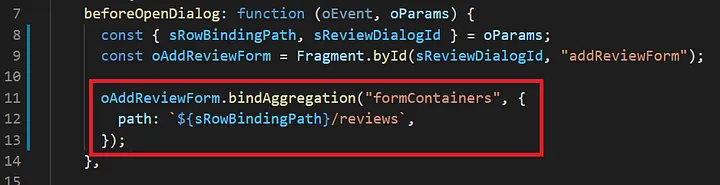 7 beforeOpenDialog: function (oEvent, oParams) {
8 const { sRowBindingPath, sReviewDialogId } = oParams;
9 const oAddReviewForm = Fragment.byId(sReviewDialogId, "addReviewForm");
10
11 oAddReviewForm.bindAggregation("formContainers", {
12 path: `${sRowBindingPath}/reviews`,
13 });
14 },
15